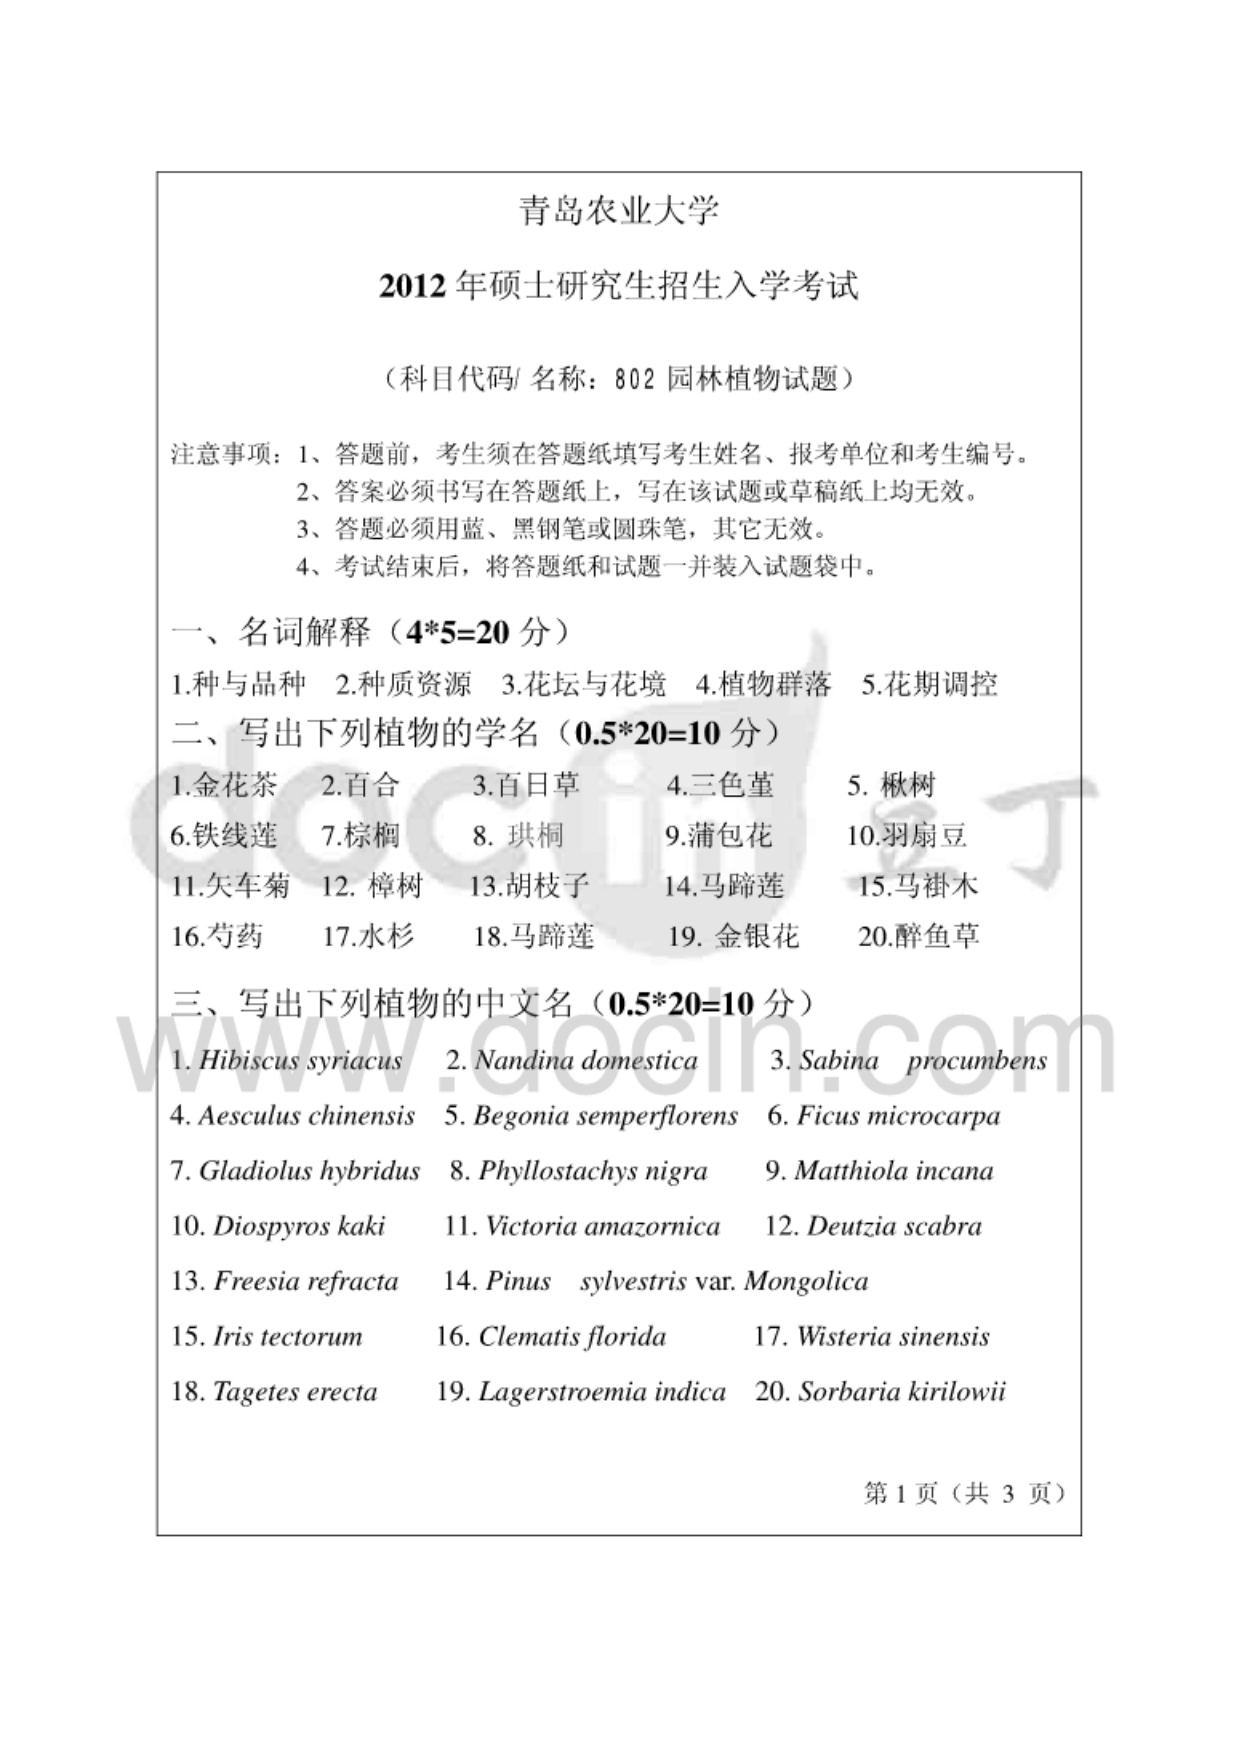 青岛农业大学
2012 年硕士研究生招生入学考试
（科目代码/ 名称：802 园林植物试题）
注意事项：1、答题前，考生须在答题纸填写考生姓名、报考单位和考生编号。
2、答案必须书写在答题纸上，写在该试题或草稿纸上均无效。
3、答题必须用蓝、黑钢笔或圆珠笔，其它无效。
4、考试结束后，将答题纸和试题一并装入试题袋中。
一、名词解释（4*5=20 分）
1.种与品种 2.种质资源 3.花坛与花境 4.植物群落 5.花期调控
二、写出下列植物的学名（0.5*20=10 分）
1.金花茶 2.百合 3.百日草 4.三色堇 5. 楸树
6.铁线莲 7.棕榈 8. 珙桐 9.蒲包花 10.羽扇豆
11.矢车菊 12. 樟树 13.胡枝子 14.马蹄莲 15.马褂木
16.芍药 17.水杉 18.马蹄莲 19. 金银花 20.醉鱼草
三、写出下列植物的中文名（0.5*20=10 分）
1. Hibiscus syriacus 2. Nandina domestica 3. Sabina procumbens
4. Aesculus chinensis 5. Begonia semperflorens 6. Ficus microcarpa
7. Gladiolus hybridus 8. Phyllostachys nigra 9. Matthiola incana
10. Diospyros kaki 11. Victoria amazornica 12. Deutzia scabra
13. Freesia refracta 14. Pinus sylvestris var. Mongolica
15. Iris tectorum 16. Clematis florida 17. Wisteria sinensis
18. Tagetes erecta 19. Lagerstroemia indica 20. Sorbaria kirilowii
第 1 页（共 3 页）
docin 豆丁
www.docin.com